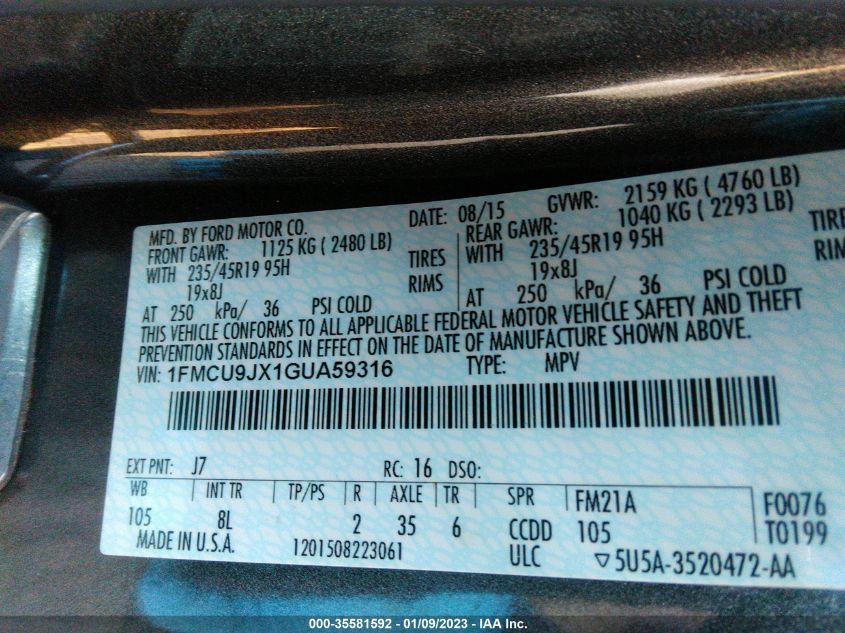 MFD. BY FORD MOTOR CO. DATE: 08/15 GVWR: 2159 KG ( 4760 LB)
FRONT GAWR: 1125 KG ( 2480 LB) REAR GAWR: 1040 KG ( 2293 LB)
WITH 235/45R19 95H TIRES WITH 235/45R19 95H TIRE
19x8J RIMS 19x8J RIM
AT 250 kPa/ 36 PSI COLD AT 250 kPa/ 36 PSI COLD
THIS VEHICLE CONFORMS TO ALL APPLICABLE FEDERAL MOTOR VEHICLE SAFETY AND THEFT
PREVENTION STANDARDS IN EFFECT ON THE DATE OF MANUFACTURE SHOWN ABOVE.
VIN: 1FMCU9JX1GUA59316 TYPE: MPV
EXT PNT: J7 RC: 16 DSO:
WB INT TR TP/PS R AXLE TR SPR FM21A F0076
105 8L 2 35 6 CCDD 105 T0199
MADE IN U.S.A. 1201508223061 ULC ▽5U5A-3520472-AA
000-35581592 - 01/09/2023 - IAA Inc.